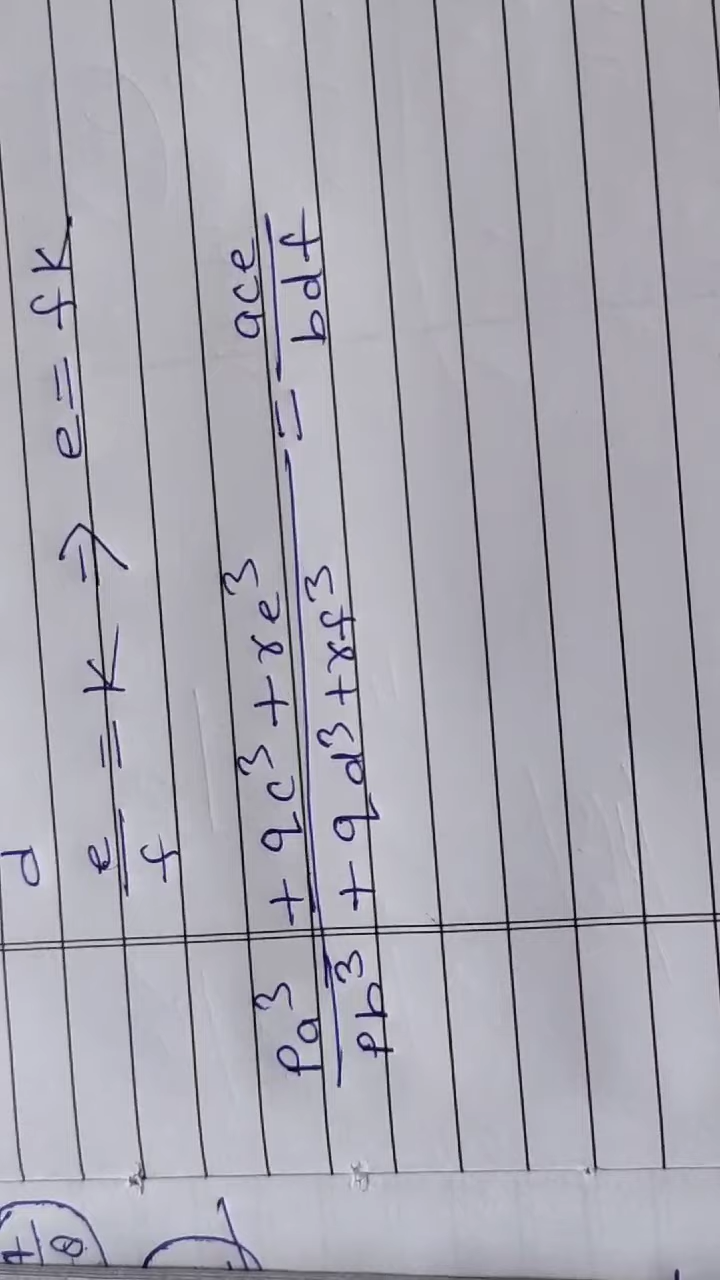 d
e/f = K ⇒ e = fK
(pa³ + qc³ + re³)/(pb³ + qd³ + rf³) = ace/bdf